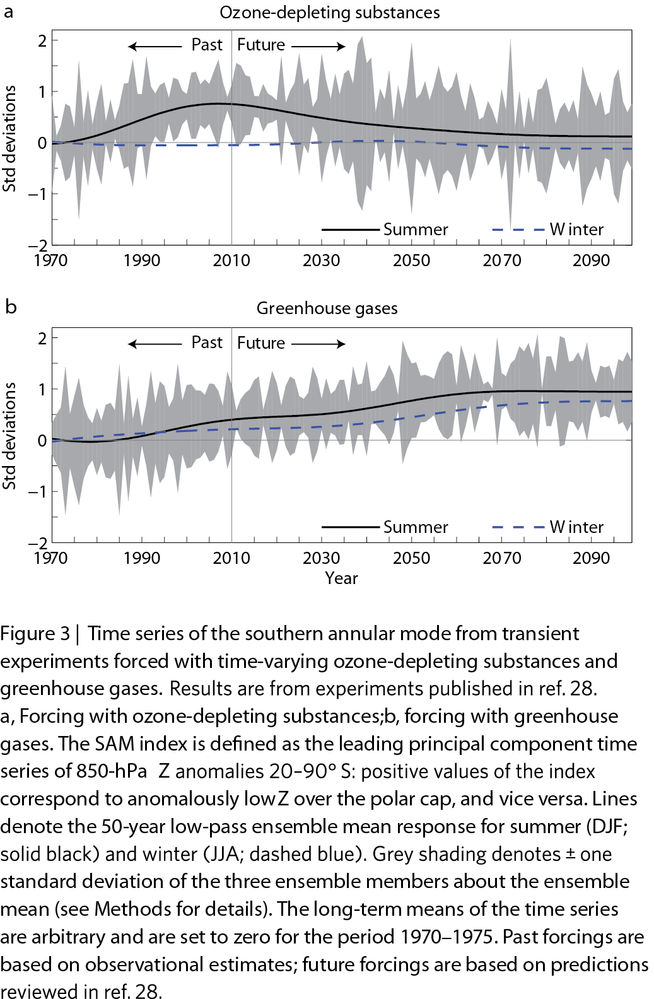 a
Ozone-depleting substances
Past Future
2
1
0
−1
−2
Std deviations
Summer W inter
1970 1990 2010 2030 2050 2070 2090
b
Greenhouse gases
Past Future
2
1
0
−1
−2
Std deviations
Summer W inter
1970 1990 2010 2030 2050 2070 2090
Year
Figure 3 | Time series of the southern annular mode from transient
experiments forced with time-varying ozone-depleting substances and
greenhouse gases. Results are from experiments published in ref. 28.
a, Forcing with ozone-depleting substances;b, forcing with greenhouse
gases. The SAM index is defined as the leading principal component time
series of 850-hPa Z anomalies 20–90° S: positive values of the index
correspond to anomalously low Z over the polar cap, and vice versa. Lines
denote the 50-year low-pass ensemble mean response for summer (DJF;
solid black) and winter (JJA; dashed blue). Grey shading denotes ± one
standard deviation of the three ensemble members about the ensemble
mean (see Methods for details). The long-term means of the time series
are arbitrary and are set to zero for the period 1970–1975. Past forcings are
based on observational estimates; future forcings are based on predictions
reviewed in ref. 28.